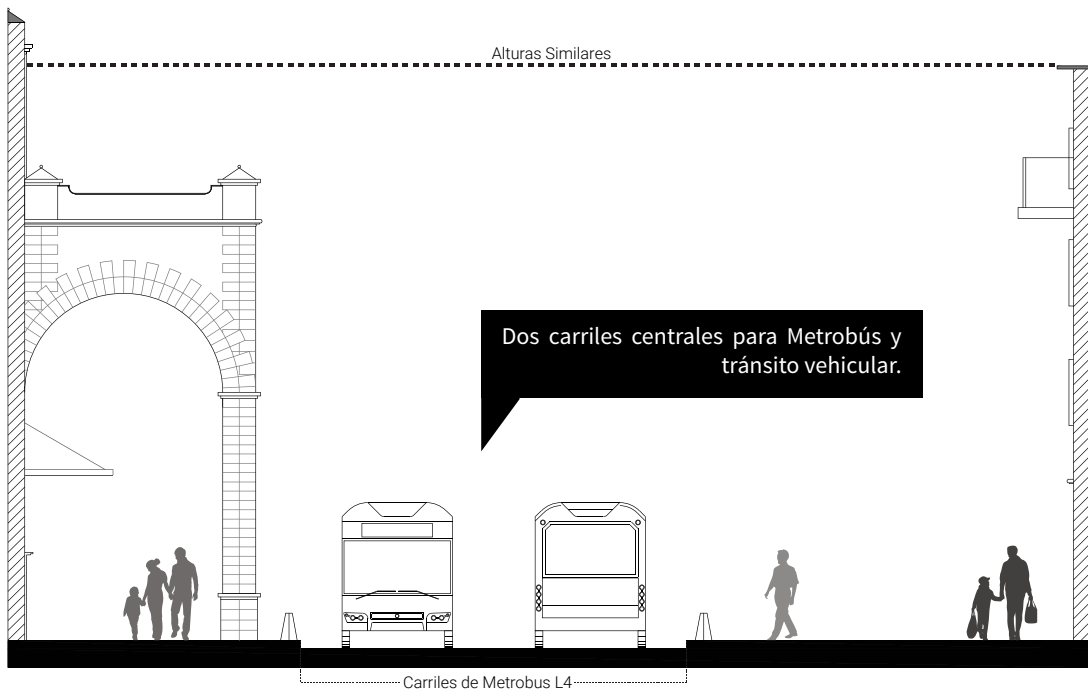 Alturas Similares
Dos carriles centrales para Metrobús y
tránsito vehicular.
Carriles de Metrobus L4